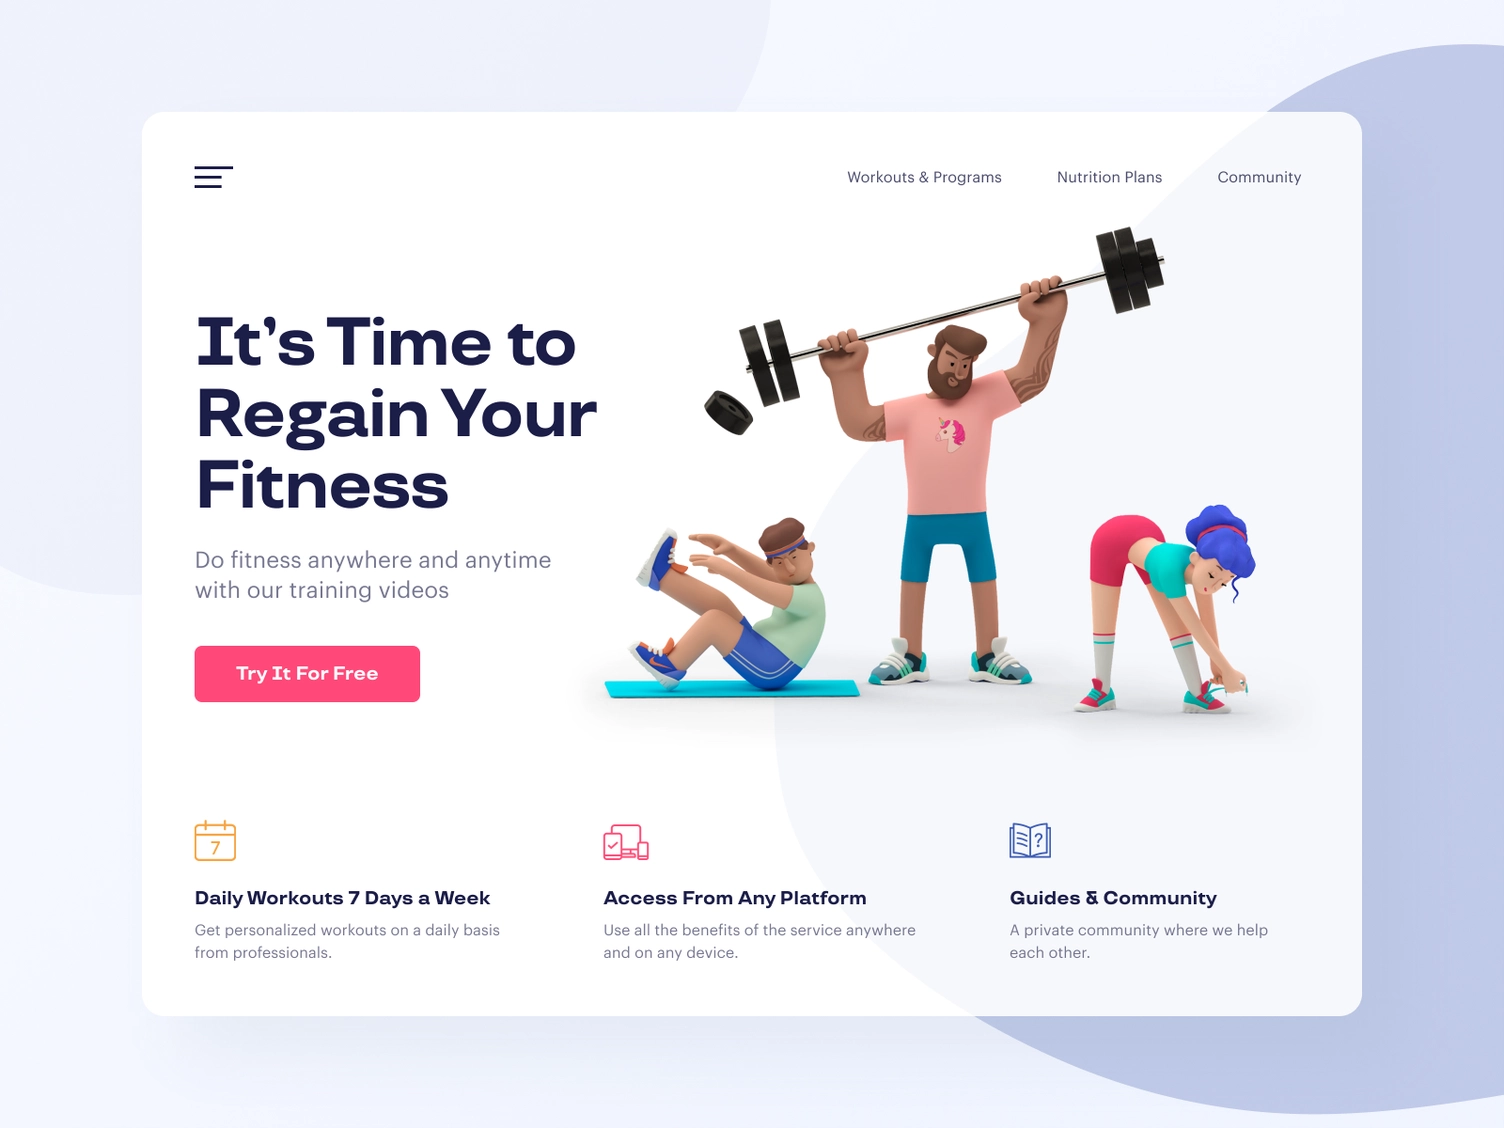 Workouts & Programs
Nutrition Plans
Community
It’s Time to
Regain Your
Fitness
Do fitness anywhere and anytime
with our training videos
Try It For Free
7
?
Daily Workouts 7 Days a Week
Get personalized workouts on a daily basis
from professionals.
Access From Any Platform
Use all the benefits of the service anywhere
and on any device.
Guides & Community
A private community where we help
each other.